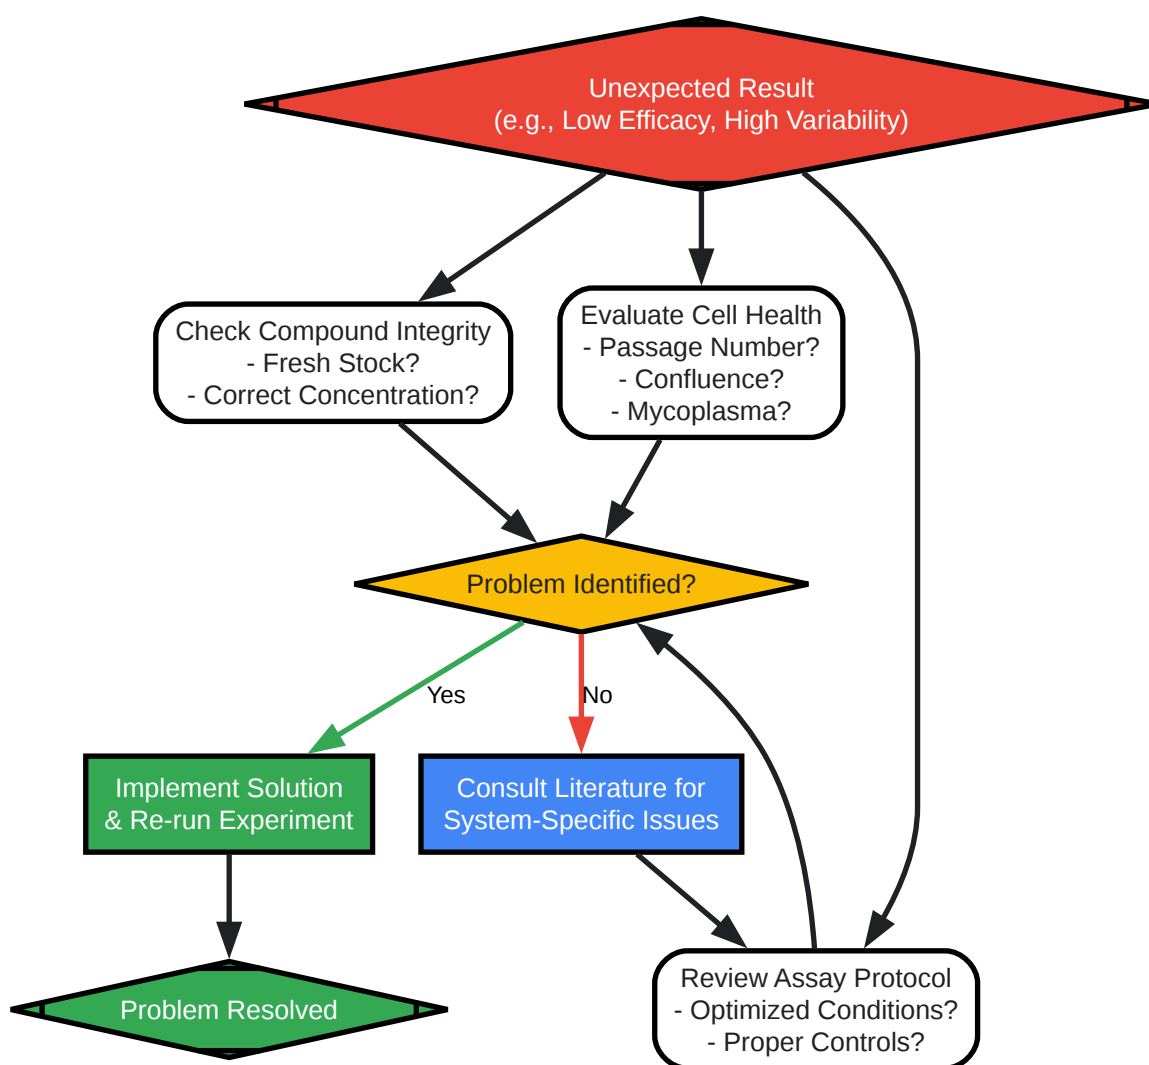 Unexpected Result
(e.g., Low Efficacy, High Variability)
Check Compound Integrity
- Fresh Stock?
- Correct Concentration?
Evaluate Cell Health
- Passage Number?
- Confluence?
- Mycoplasma?
Problem Identified?
Yes
No
Implement Solution
& Re-run Experiment
Consult Literature for
System-Specific Issues
Problem Resolved
Review Assay Protocol
- Optimized Conditions?
- Proper Controls?